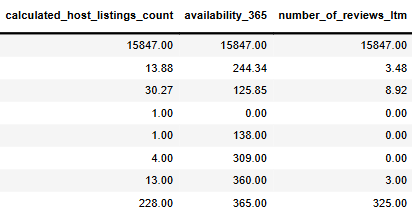 calculated_host_listings_count availability_365 number_of_reviews_ltm
15847.00 15847.00 15847.00
13.88 244.34 3.48
30.27 125.85 8.92
1.00 0.00 0.00
1.00 138.00 0.00
4.00 309.00 0.00
13.00 360.00 3.00
228.00 365.00 325.00